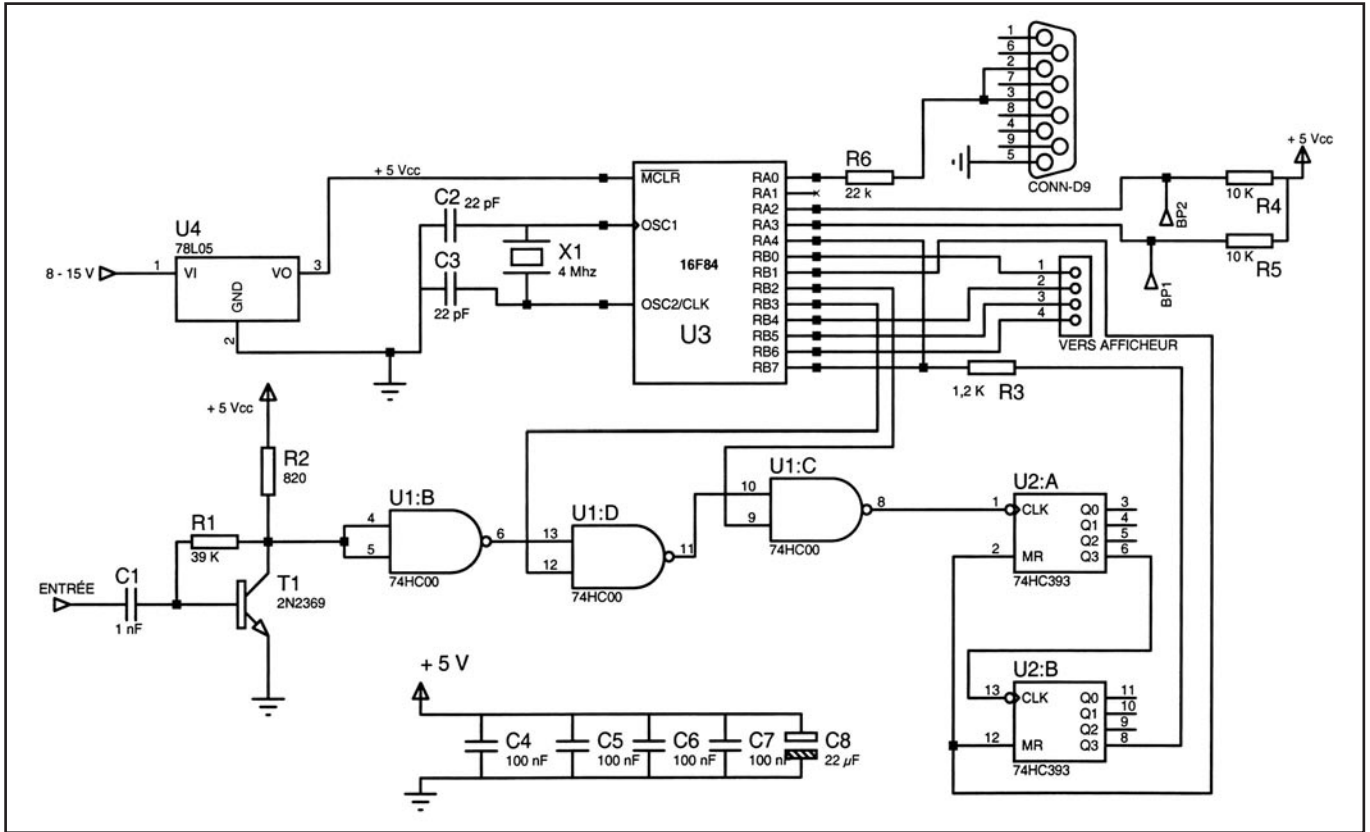 1
6
2
7
3
8
4
9
5
CONN-D9
+ 5 Vcc
R6
22 k
10 K
R4
BP2
10 K
R5
BP1
+ 5 Vcc
U4
78L05
8 - 15 V
1
VI
VO
3
GND
2
C2
22 pF
C3
22 pF
X1
4 Mhz
MCLR
OSC1
OSC2/CLK
16F84
U3
RA0
RA1
RA2
RA3
RA4
RB0
RB1
RB2
RB3
RB4
RB5
RB6
RB7
1
2
3
4
VERS AFFICHEUR
1,2 K
R3
+ 5 Vcc
R2
820
R1
39 K
ENTRÉE
C1
1 nF
T1
2N2369
U1:B
4
5
6
74HC00
U1:D
13
12
11
74HC00
U1:C
10
9
8
74HC00
U2:A
1
CLK
2
MR
Q0
3
Q1
4
Q2
5
Q3
6
74HC393
U2:B
13
CLK
12
MR
Q0
11
Q1
10
Q2
9
Q3
8
74HC393
+ 5 V
C4
100 nF
C5
100 nF
C6
100 nF
C7
100 nF
C8
22 µF